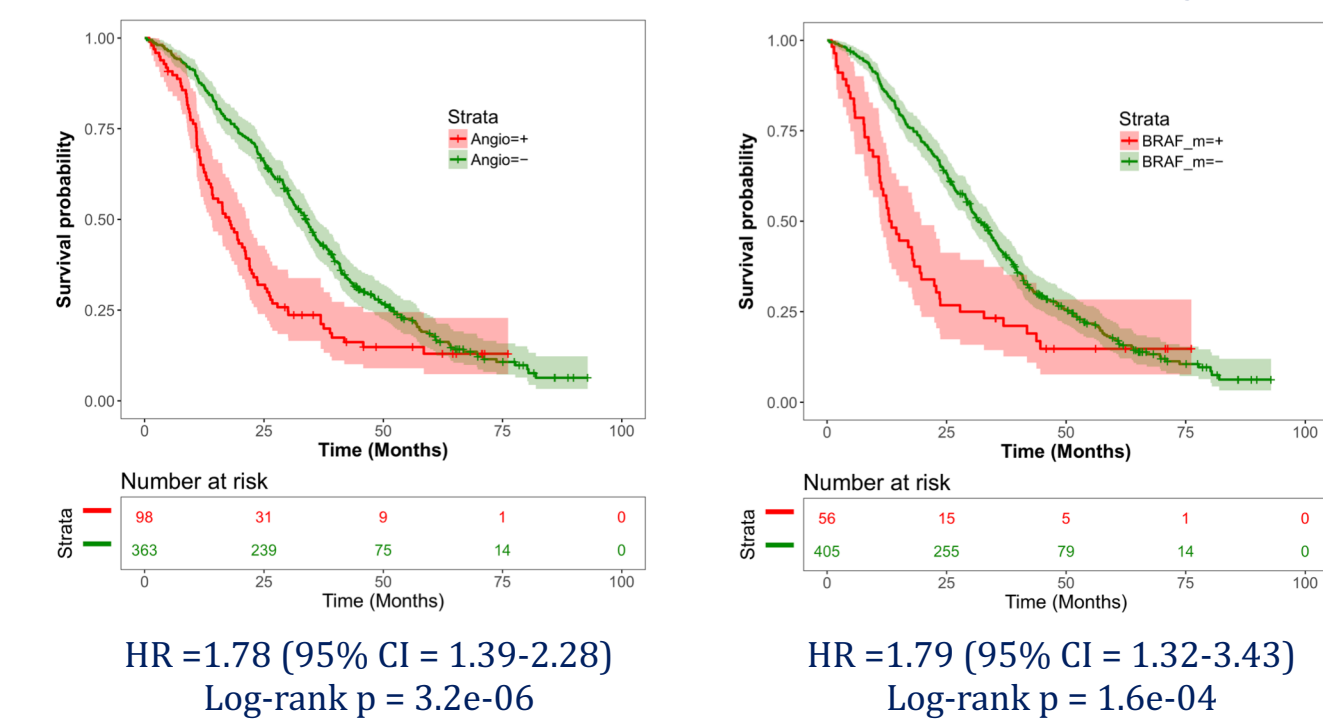 Survival probability
1.00
0.75
0.50
0.25
0.00
Strata
Angio=+
Angio=−
0 25 50 75 100
Time (Months)
Number at risk
Strata
98 31 9 1 0
363 239 75 14 0
0 25 50 75 100
Time (Months)
HR =1.78 (95% CI = 1.39-2.28)
Log-rank p = 3.2e-06
Survival probability
1.00
0.75
0.50
0.25
0.00
Strata
BRAF_m=+
BRAF_m=−
0 25 50 75 100
Time (Months)
Number at risk
Strata
56 15 5 1 0
405 255 79 14 0
0 25 50 75 100
Time (Months)
HR =1.79 (95% CI = 1.32-3.43)
Log-rank p = 1.6e-04